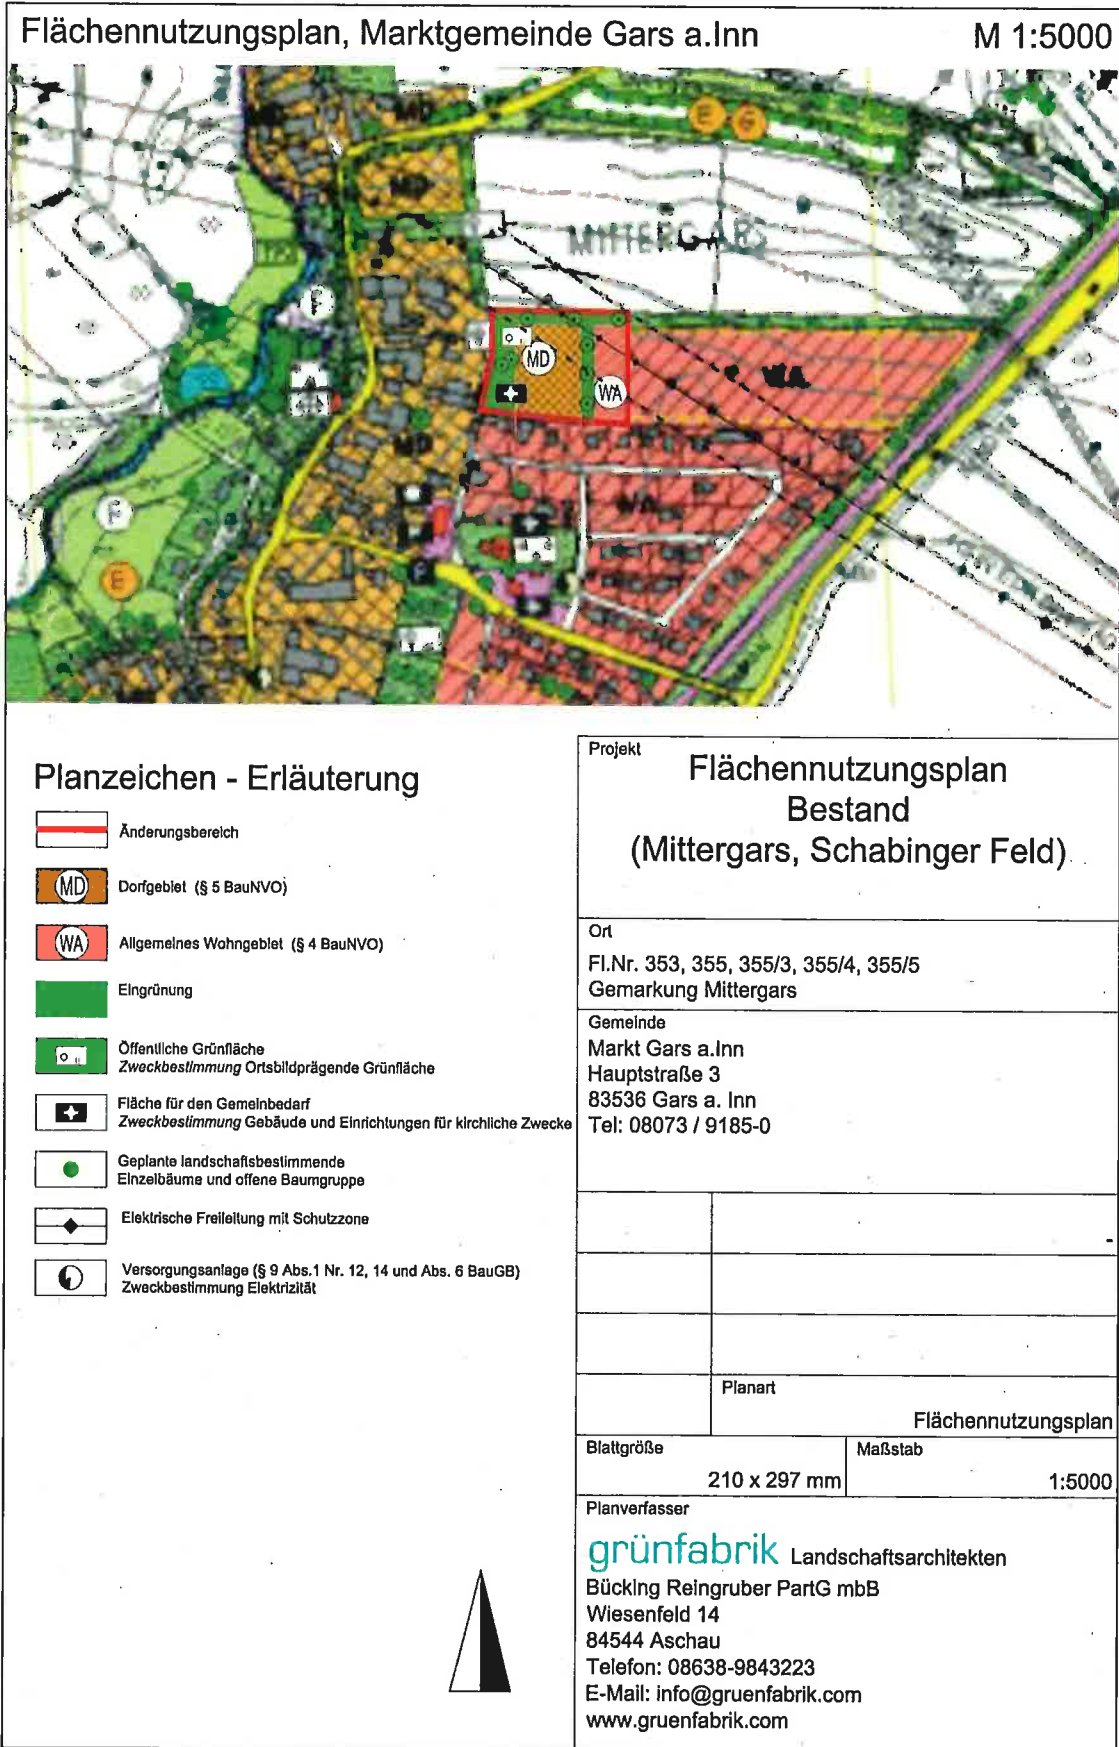 Flächennutzungsplan, Marktgemeinde Gars a.Inn
M 1:5000
E
MITTERGARS
F
MD
WA
WA
MD
F
E
WA
Planzeichen - Erläuterung
Änderungsbereich
MD
Dorfgebiet (§ 5 BauNVO)
WA
Allgemeines Wohngebiet (§ 4 BauNVO)
Eingrünung
Öffentliche Grünfläche
Zweckbestimmung Ortsbildprägende Grünfläche
Fläche für den Gemeinbedarf
Zweckbestimmung Gebäude und Einrichtungen für kirchliche Zwecke
Geplante landschaftsbestimmende
Einzelbäume und offene Baumgruppe
Elektrische Freileitung mit Schutzzone
Versorgungsanlage (§ 9 Abs.1 Nr. 12, 14 und Abs. 6 BauGB)
Zweckbestimmung Elektrizität
Projekt
Flächennutzungsplan
Bestand
(Mittergars, Schabinger Feld)
Ort
Fl.Nr. 353, 355, 355/3, 355/4, 355/5
Gemarkung Mittergars
Gemeinde
Markt Gars a.Inn
Hauptstraße 3
83536 Gars a. Inn
Tel: 08073 / 9185-0
Planart
Flächennutzungsplan
Blattgröße
210 x 297 mm
Maßstab
1:5000
Planverfasser
grünfabrik Landschaftsarchitekten
Bücking Reingruber PartG mbB
Wiesenfeld 14
84544 Aschau
Telefon: 08638-9843223
E-Mail: info@gruenfabrik.com
www.gruenfabrik.com